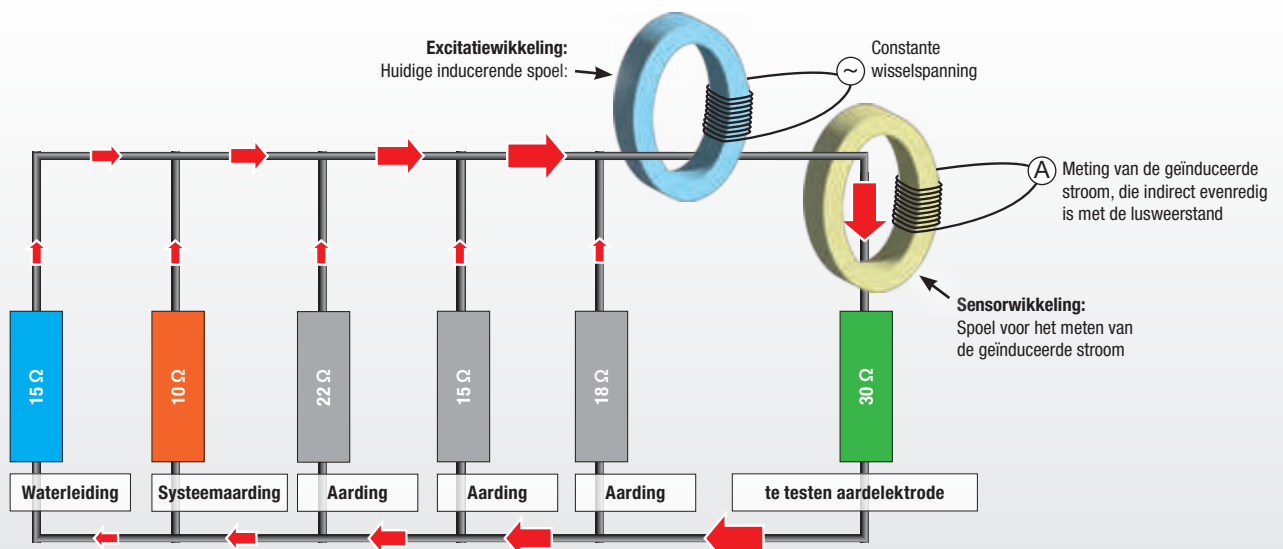 Excitatiewikkeling:
Huidige inducerende spoel:
Constante
wisselspanning
~
A
Meting van de geïnduceerde
stroom, die indirect evenredig
is met de lusweerstand
Sensorwikkeling:
Spoel voor het meten van
de geïnduceerde stroom
15 Ω
10 Ω
22 Ω
15 Ω
18 Ω
30 Ω
Waterleiding
Systeemaarding
Aarding
Aarding
Aarding
te testen aardelektrode